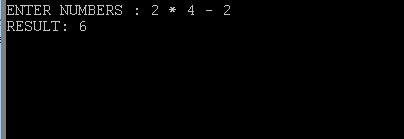 ENTER NUMBERS : 2 * 4 - 2
RESULT: 6